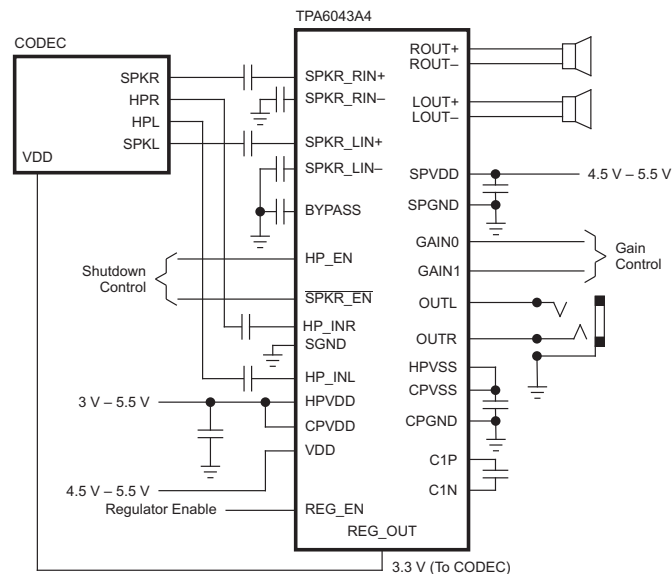 TPA6043A4
CODEC
SPKR
HPR
HPL
SPKL
VDD
SPKR_RIN+
SPKR_RIN–
SPKR_LIN+
SPKR_LIN–
BYPASS
HP_EN
SPKR_EN
HP_INR
SGND
HP_INL
HPVDD
CPVDD
VDD
REG_EN
REG_OUT
Shutdown
Control
3 V – 5.5 V
4.5 V – 5.5 V
Regulator Enable
ROUT+
ROUT–
LOUT+
LOUT–
SPVDD
SPGND
GAIN0
GAIN1
OUTL
OUTR
HPVSS
CPVSS
CPGND
C1P
C1N
4.5 V – 5.5 V
Gain
Control
3.3 V (To CODEC)